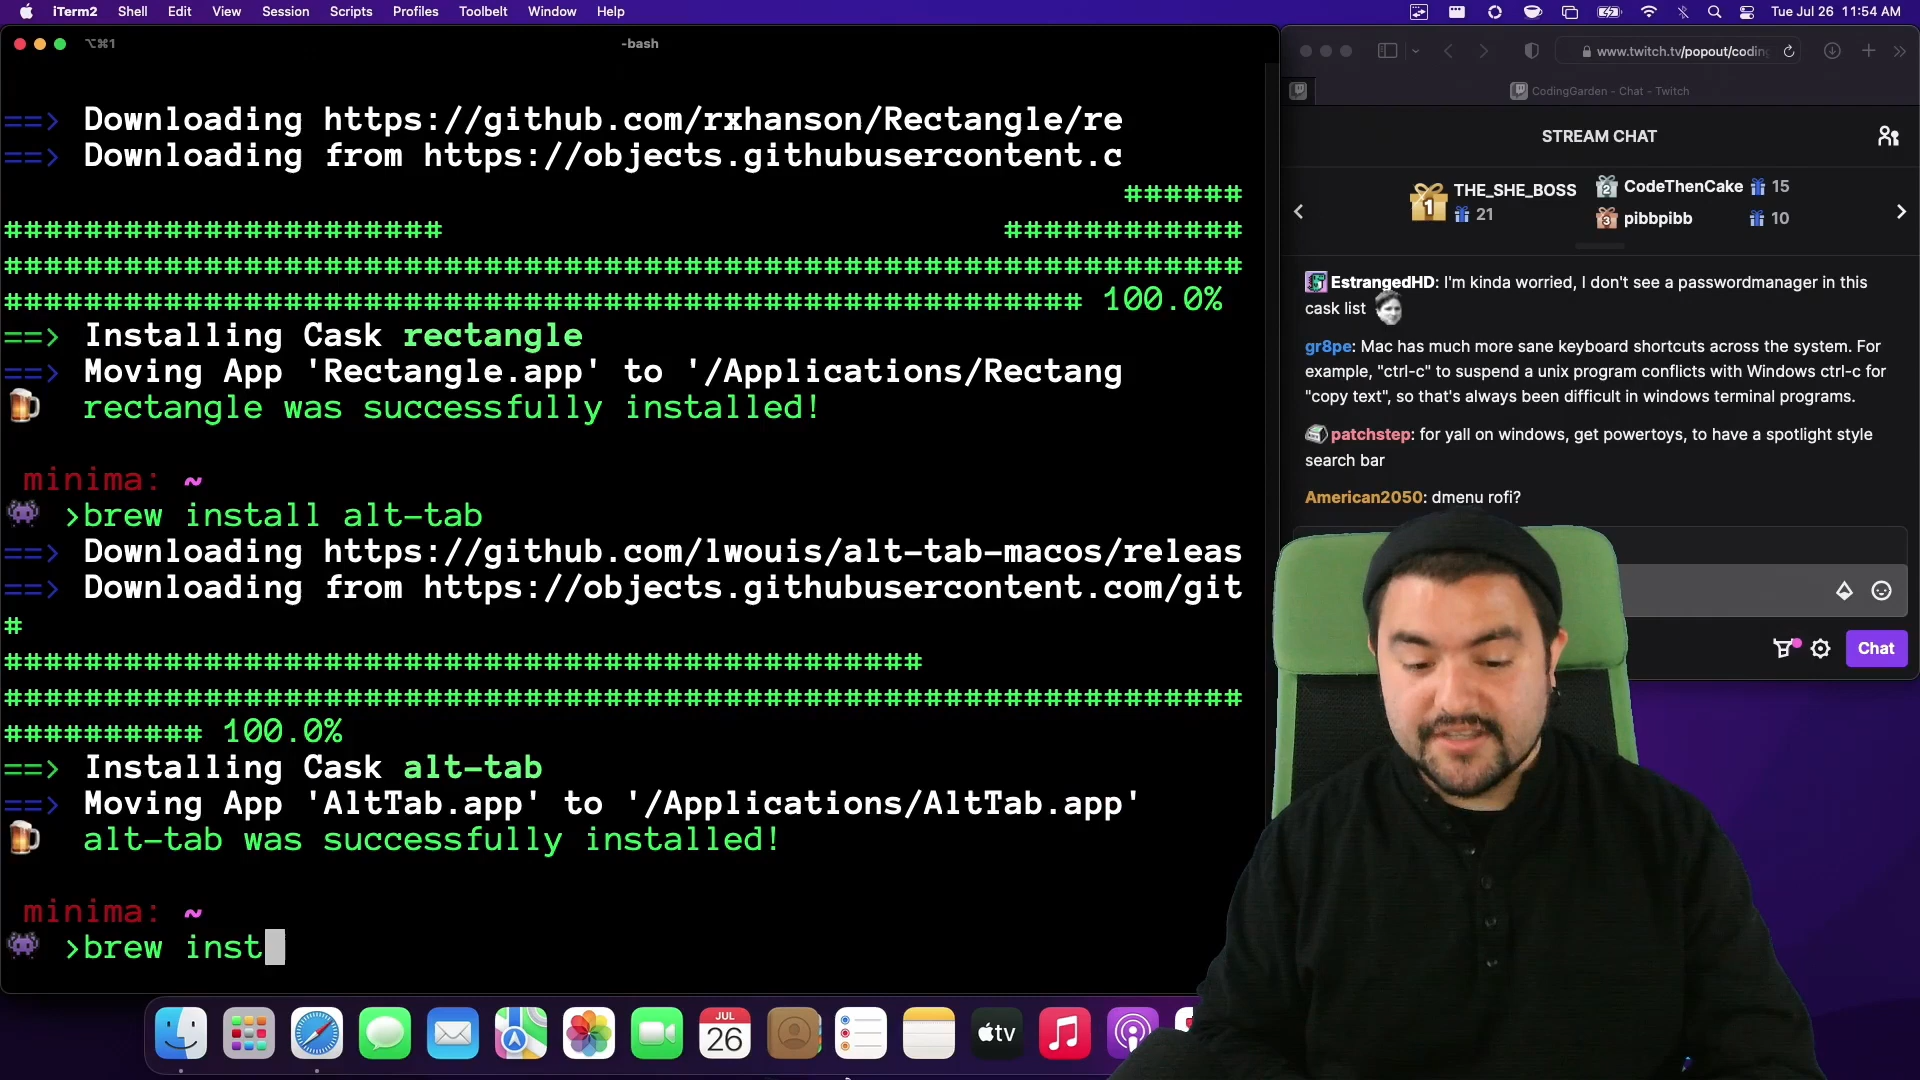 iTerm2 Shell Edit View Session Scripts Profiles Toolbelt Window Help
Tue Jul 26 11:54 AM
⌥⌘1
-bash
==> Downloading https://github.com/rxhanson/Rectangle/re
==> Downloading from https://objects.githubusercontent.c
######
###################### ############
##############################################################
###################################################### 100.0%
==> Installing Cask rectangle
==> Moving App 'Rectangle.app' to '/Applications/Rectang
rectangle was successfully installed!
minima: ~
>brew install alt-tab
==> Downloading https://github.com/lwouis/alt-tab-macos/releas
==> Downloading from https://objects.githubusercontent.com/git
#
##############################################
##############################################################
########## 100.0%
==> Installing Cask alt-tab
==> Moving App 'AltTab.app' to '/Applications/AltTab.app'
alt-tab was successfully installed!
minima: ~
>brew inst
www.twitch.tv/popout/coding
CodingGarden - Chat - Twitch
STREAM CHAT
1 THE_SHE_BOSS 21
2 CodeThenCake 15
3 pibbpibb 10
EstrangedHD: I'm kinda worried, I don't see a passwordmanager in this
cask list
gr8pe: Mac has much more sane keyboard shortcuts across the system. For
example, "ctrl-c" to suspend a unix program conflicts with Windows ctrl-c for
"copy text", so that's always been difficult in windows terminal programs.
patchstep: for yall on windows, get powertoys, to have a spotlight style
search bar
American2050: dmenu rofi?
Chat
JUL
26
tv